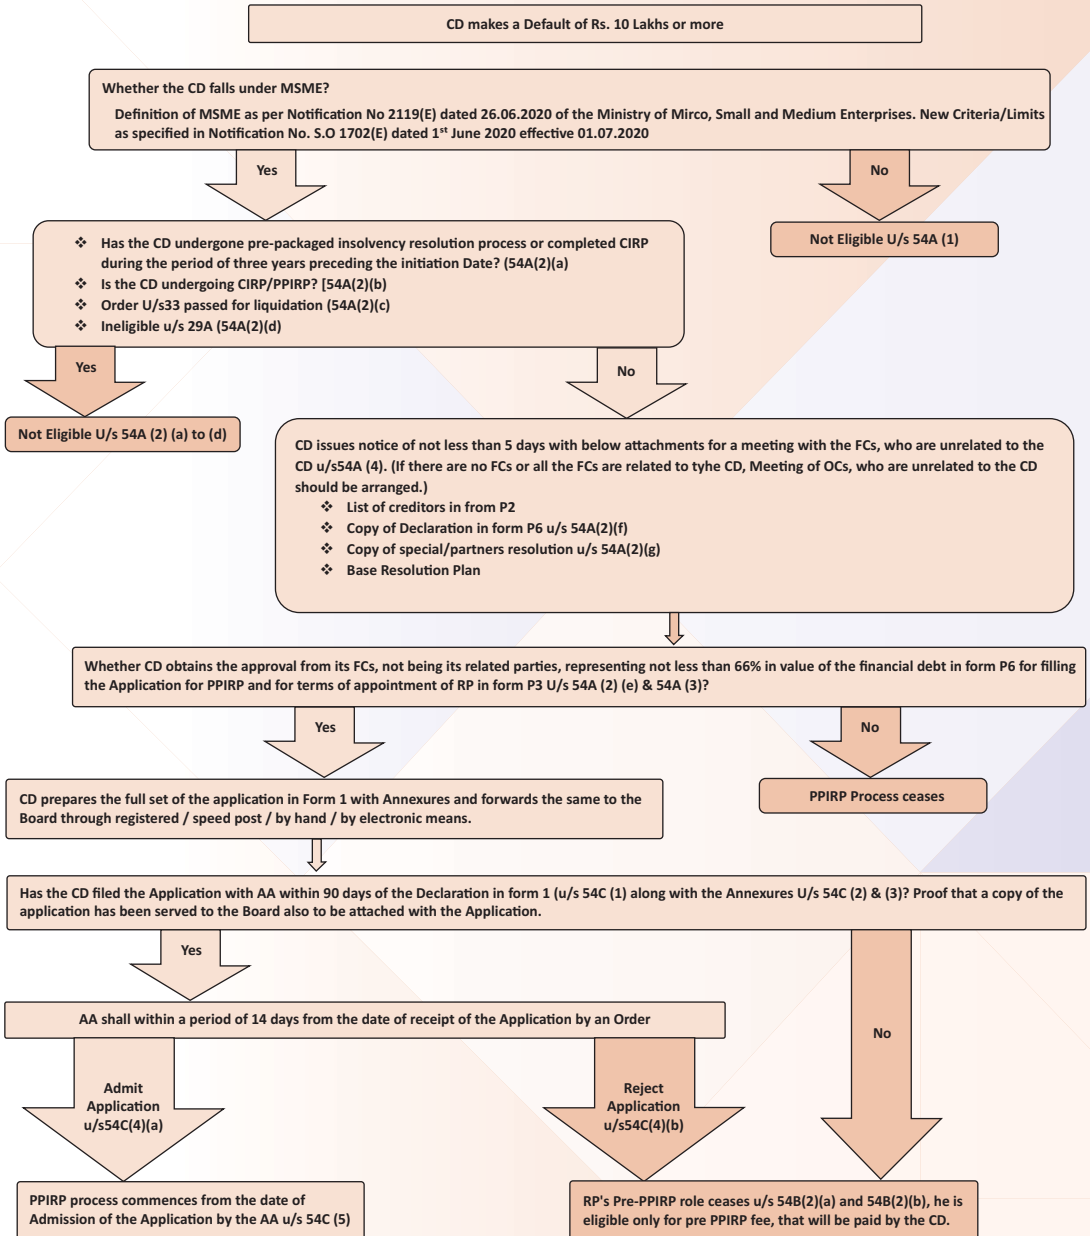 CD makes a Default of Rs. 10 Lakhs or more
Whether the CD falls under MSME?
Definition of MSME as per Notification No 2119(E) dated 26.06.2020 of the Ministry of Mirco, Small and Medium Enterprises. New Criteria/Limits
as specified in Notification No. S.O 1702(E) dated 1st June 2020 effective 01.07.2020
Yes
No
Not Eligible U/s 54A (1)
❖ Has the CD undergone pre-packaged insolvency resolution process or completed CIRP
during the period of three years preceding the initiation Date? (54A(2)(a)
❖ Is the CD undergoing CIRP/PPIRP? [54A(2)(b)
❖ Order U/s33 passed for liquidation (54A(2)(c)
❖ Ineligible u/s 29A (54A(2)(d)
Yes
No
Not Eligible U/s 54A (2) (a) to (d)
CD issues notice of not less than 5 days with below attachments for a meeting with the FCs, who are unrelated to the
CD u/s54A (4). (If there are no FCs or all the FCs are related to tyhe CD, Meeting of OCs, who are unrelated to the CD
should be arranged.)
❖ List of creditors in from P2
❖ Copy of Declaration in form P6 u/s 54A(2)(f)
❖ Copy of special/partners resolution u/s 54A(2)(g)
❖ Base Resolution Plan
Whether CD obtains the approval from its FCs, not being its related parties, representing not less than 66% in value of the financial debt in form P6 for filling
the Application for PPIRP and for terms of appointment of RP in form P3 U/s 54A (2) (e) & 54A (3)?
Yes
No
CD prepares the full set of the application in Form 1 with Annexures and forwards the same to the
Board through registered / speed post / by hand / by electronic means.
PPIRP Process ceases
Has the CD filed the Application with AA within 90 days of the Declaration in form 1 (u/s 54C (1) along with the Annexures U/s 54C (2) & (3)? Proof that a copy of the
application has been served to the Board also to be attached with the Application.
Yes
No
AA shall within a period of 14 days from the date of receipt of the Application by an Order
Admit
Application
u/s54C(4)(a)
Reject
Application
u/s54C(4)(b)
PPIRP process commences from the date of
Admission of the Application by the AA u/s 54C (5)
RP's Pre-PPIRP role ceases u/s 54B(2)(a) and 54B(2)(b), he is
eligible only for pre PPIRP fee, that will be paid by the CD.